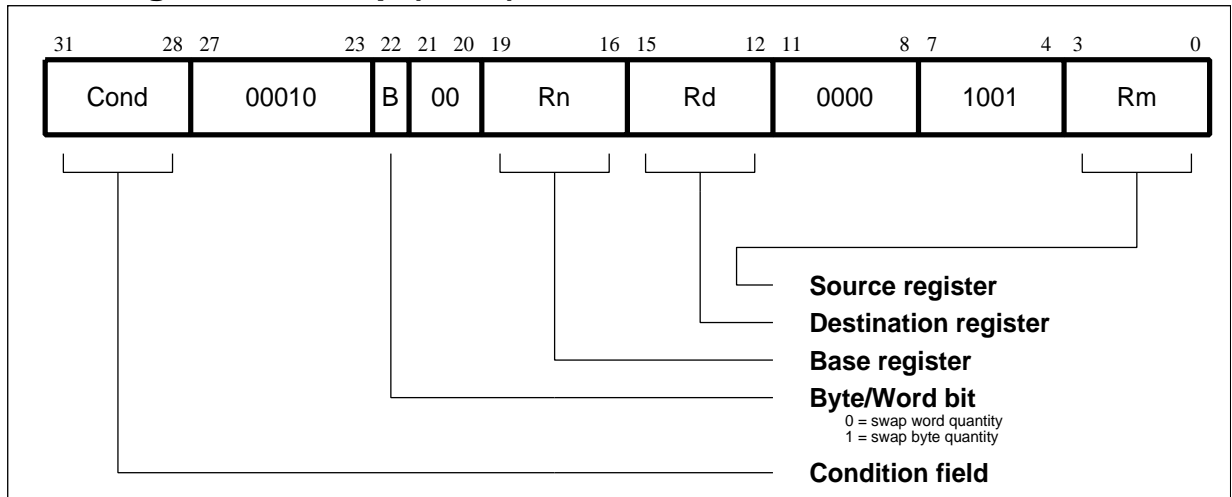 31 28 27 23 22 21 20 19 16 15 12 11 8 7 4 3 0
Cond 00010 B 00 Rn Rd 0000 1001 Rm
Source register
Destination register
Base register
Byte/Word bit
0 = swap word quantity
1 = swap byte quantity
Condition field